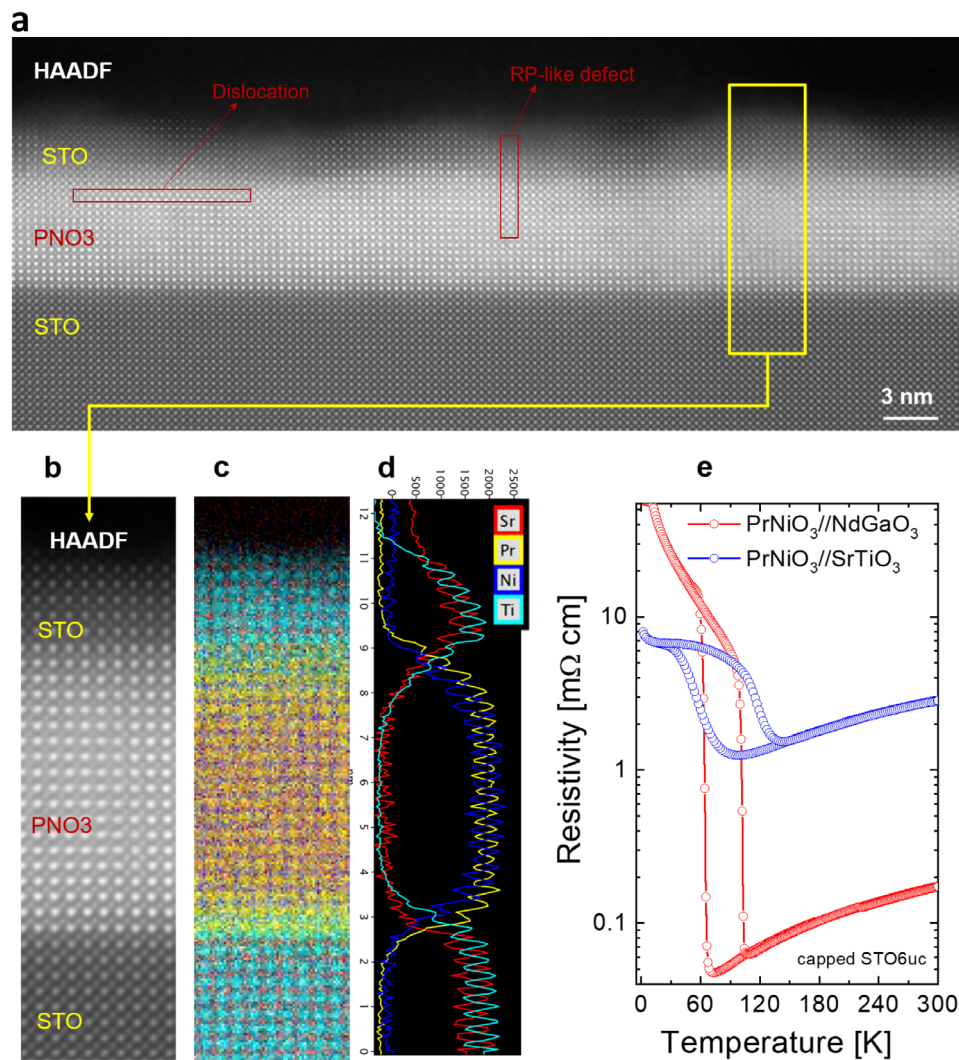 a
HAADF
Dislocation
RP-like defect
STO
PNO3
STO
3 nm
b
c
d
e
HAADF
STO
PNO3
STO
0 500 1000 1500 2000 2500
12
11
10
9
8
7
6
5
4
3
2
1
0
nm
Sr
Pr
Ni
Ti
PrNiO₃//NdGaO₃
PrNiO₃//SrTiO₃
10
1
0.1
Resistivity [mΩ cm]
capped STO6uc
0 60 120 180 240 300
Temperature [K]